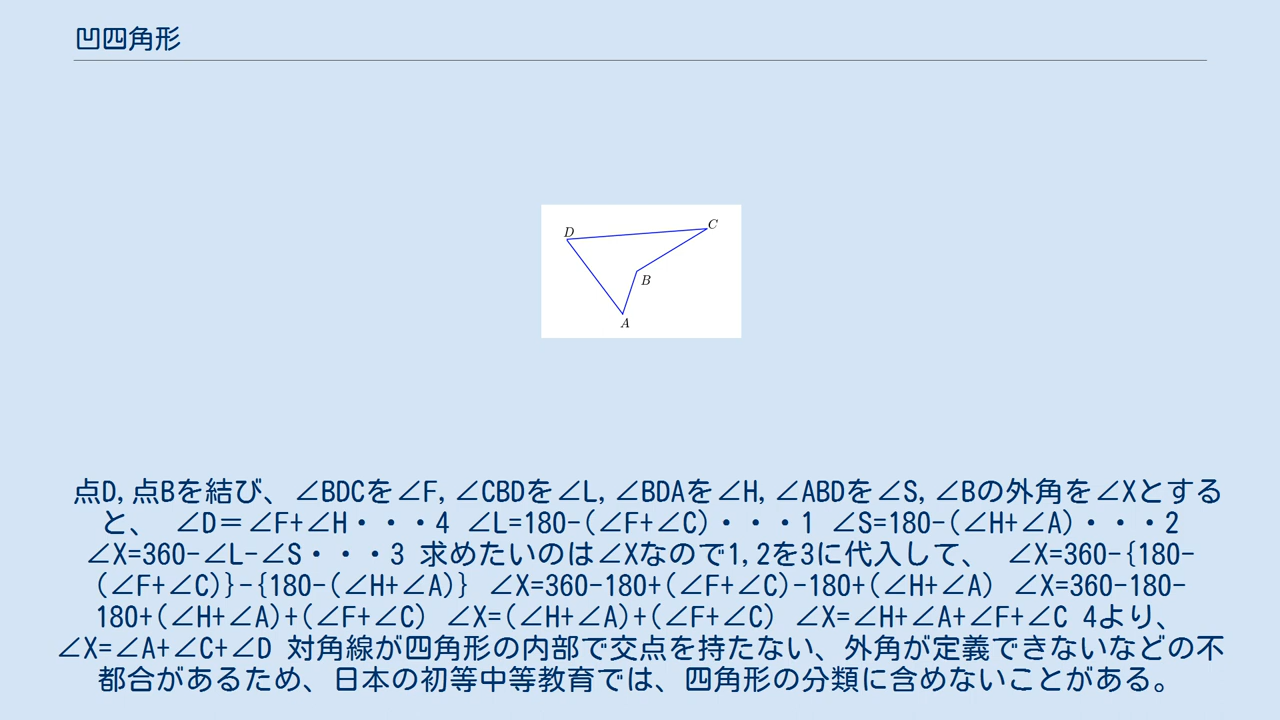 凹四角形
D
C
B
A
点D,点Bを結び、∠BDCを∠F,∠CBDを∠L,∠BDAを∠H,∠ABDを∠S,∠Bの外角を∠Xとする
と、 ∠D＝∠F+∠H・・・4 ∠L=180-(∠F+∠C)・・・1 ∠S=180-(∠H+∠A)・・・2
∠X=360-∠L-∠S・・・3 求めたいのは∠Xなので1,2を3に代入して、 ∠X=360-{180-
(∠F+∠C)}-{180-(∠H+∠A)} ∠X=360-180+(∠F+∠C)-180+(∠H+∠A) ∠X=360-180-
180+(∠H+∠A)+(∠F+∠C) ∠X=(∠H+∠A)+(∠F+∠C) ∠X=∠H+∠A+∠F+∠C 4より、
∠X=∠A+∠C+∠D 対角線が四角形の内部で交点を持たない、外角が定義できないなどの不
都合があるため、日本の初等中等教育では、四角形の分類に含めないことがある。